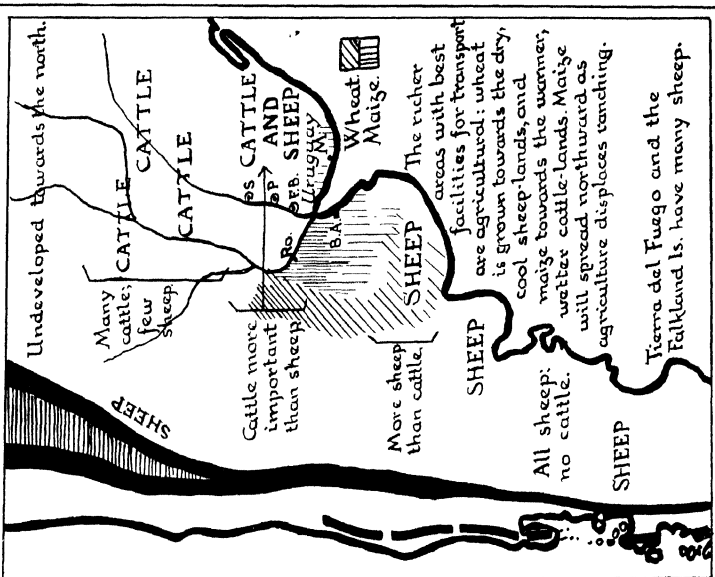 Undeveloped towards the north.
Many
cattle;
few
sheep.
CATTLE
CATTLE
CATTLE
SHEEP
Cattle more
important
than sheep
S
P
F.B.
CATTLE
AND
SHEEP
Uruguay
M.
Ro.
B.A.
Wheat.
Maize.
More sheep
than cattle.
SHEEP
The richer
areas with best
facilities for transport
are agricultural: wheat
is grown towards the dry,
cool sheep-lands, and
maize towards the warmer,
wetter cattle-lands. Maize
will spread northward as
agriculture displaces ranching.
SHEEP
All sheep:
no cattle.
SHEEP
Tierra del Fuego and the
Falkland Is. have many sheep.